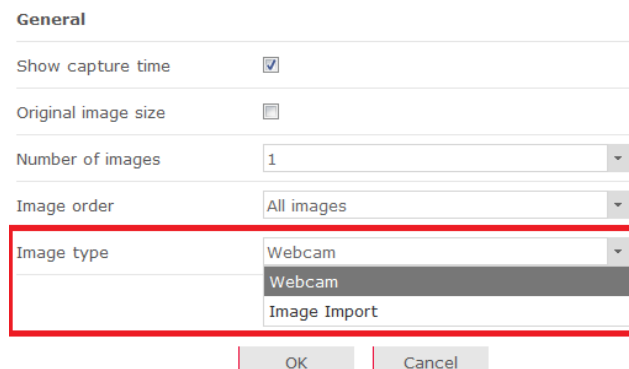 General
Show capture time
Original image size
Number of images 1
Image order All images
Image type Webcam
Webcam
Image Import
OK Cancel